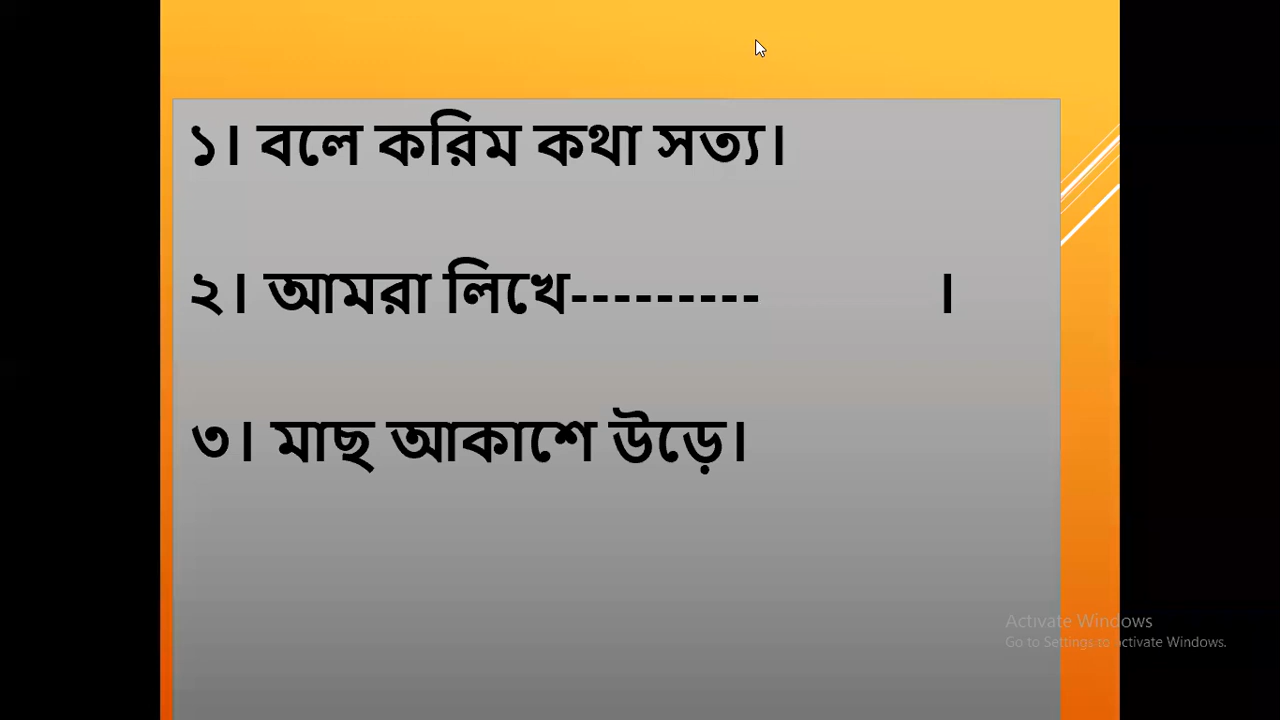 ১। বলে করিম কথা সত্য।
২। আমরা লিখে--------- ।
৩। মাছ আকাশে উড়ে।
Activate Windows
Go to Settings to activate Windows.